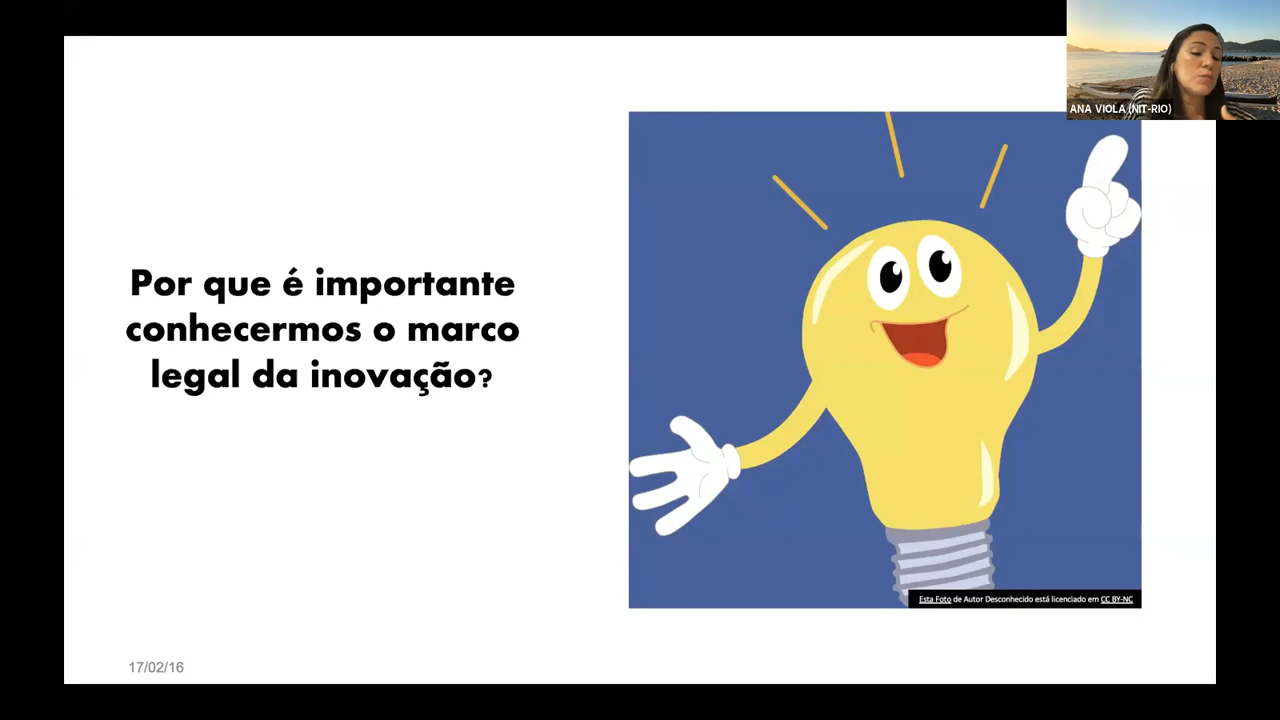 ANA VIOLA (NIT-RIO)
Por que é importante
conhecermos o marco
legal da inovação?
Esta Foto de Autor Desconhecido está licenciado em CC BY-NC
17/02/16